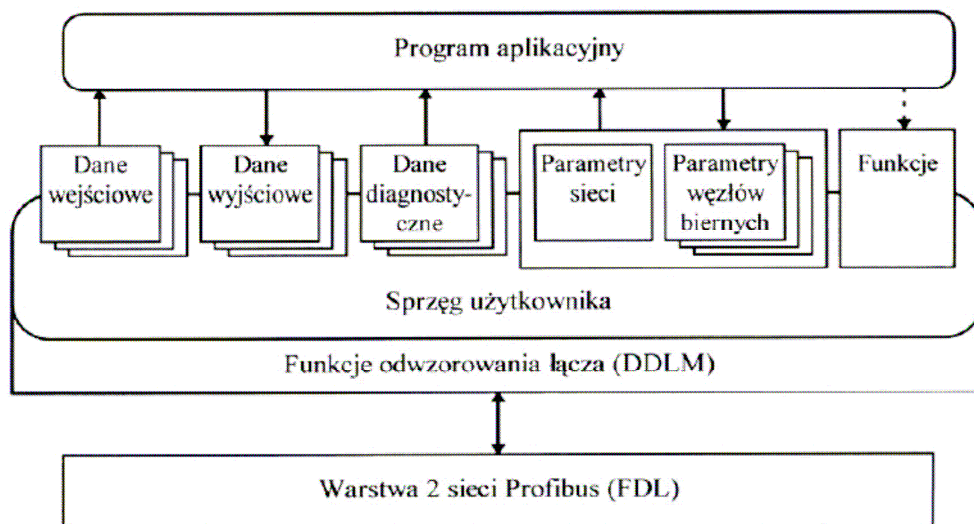 Program aplikacyjny
Dane
wejściowe
Dane
wyjściowe
Dane
diagnosty-
czne
Parametry
sieci
Parametry
węzłów
biernych
Funkcje
Sprzęg użytkownika
Funkcje odwzorowania łącza (DDLM)
Warstwa 2 sieci Profibus (FDL)